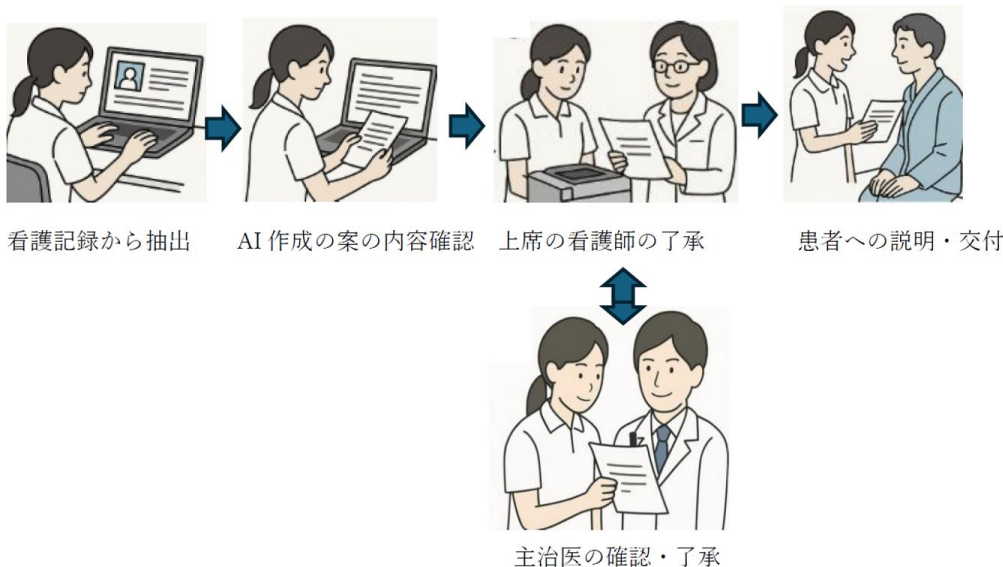 看護記録から抽出
AI 作成の案の内容確認
上席の看護師の了承
患者への説明・交付
主治医の確認・了承